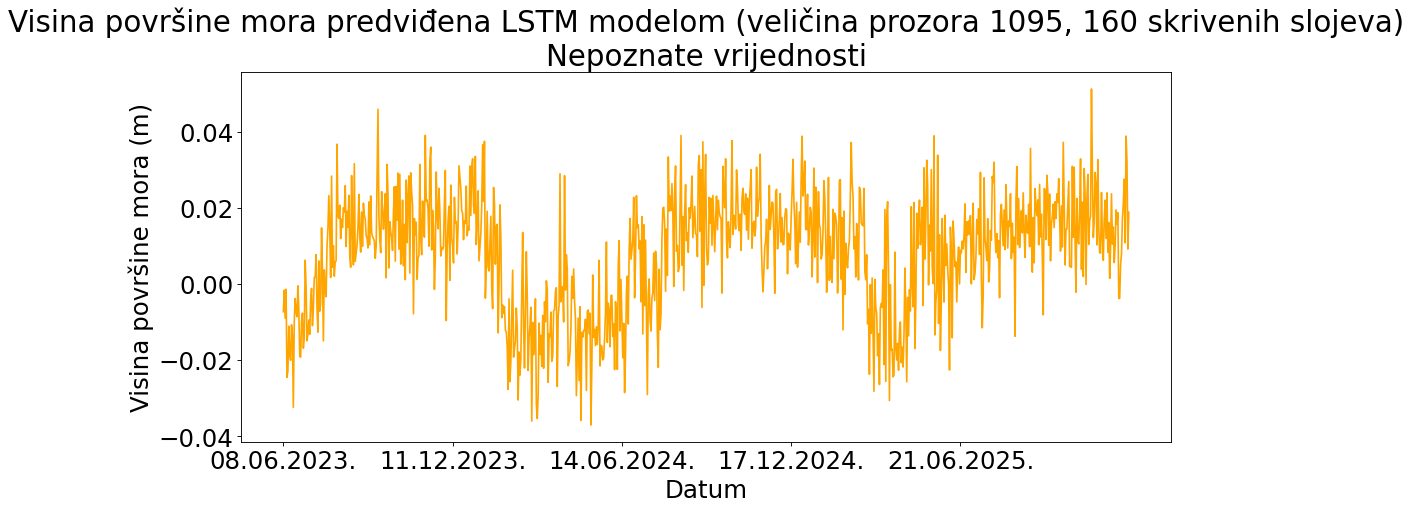 Visina površine mora predviđena LSTM modelom (veličina prozora 1095, 160 skrivenih slojeva)
Nepoznate vrijednosti
Visina površine mora (m)
0.04
0.02
0.00
−0.02
−0.04
08.06.2023. 11.12.2023. 14.06.2024. 17.12.2024. 21.06.2025.
Datum